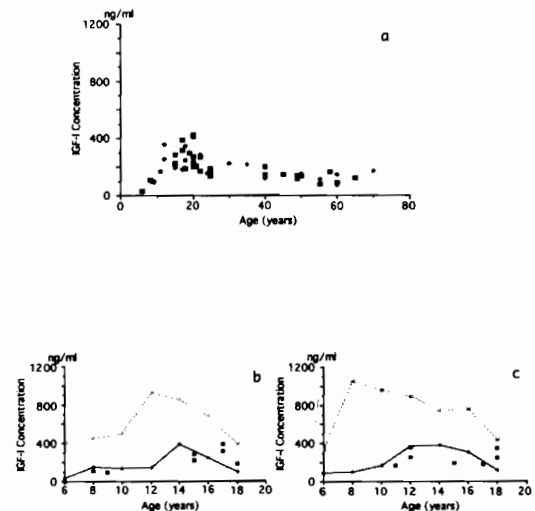 ng/ml
1200
a
800
IGF-I Concentration
400
0
0 20 40 60 80
Age (years)
ng/ml
1200
b
800
IGF-I Concentration
400
0
6 8 10 12 14 16 18 20
Age (years)
ng/ml
1200
c
800
IGF-I Concentration
400
0
6 8 10 12 14 16 18 20
Age (years)